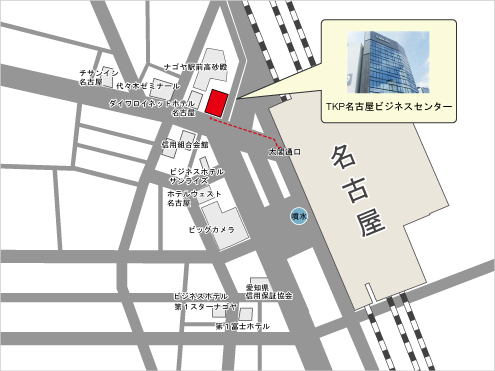 TKP名古屋ビジネスセンター
ナゴヤ駅前高砂殿
チサンイン
名古屋
代々木ゼミナール
ダイワロイネットホテル
名古屋
信用組合会館
太閤通口
名古屋
ビジネスホテル
サンライズ
ホテルウェスト
名古屋
噴水
ビッグカメラ
愛知県
信用保証協会
ビジネスホテル
第1スターナゴヤ
第1富士ホテル